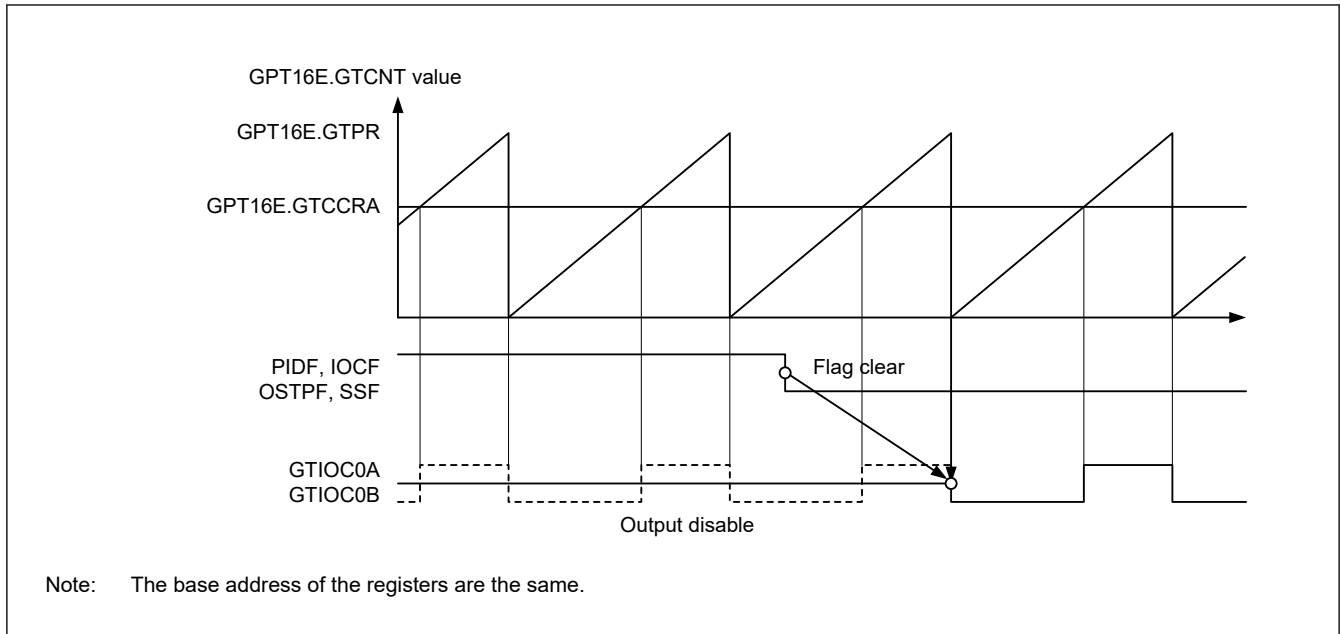 GPT16E.GTCNT value
GPT16E.GTPR
GPT16E.GTCCRA
PIDF, IOCF
OSTPF, SSF
Flag clear
GTIOC0A
GTIOC0B
Output disable
Note: The base address of the registers are the same.